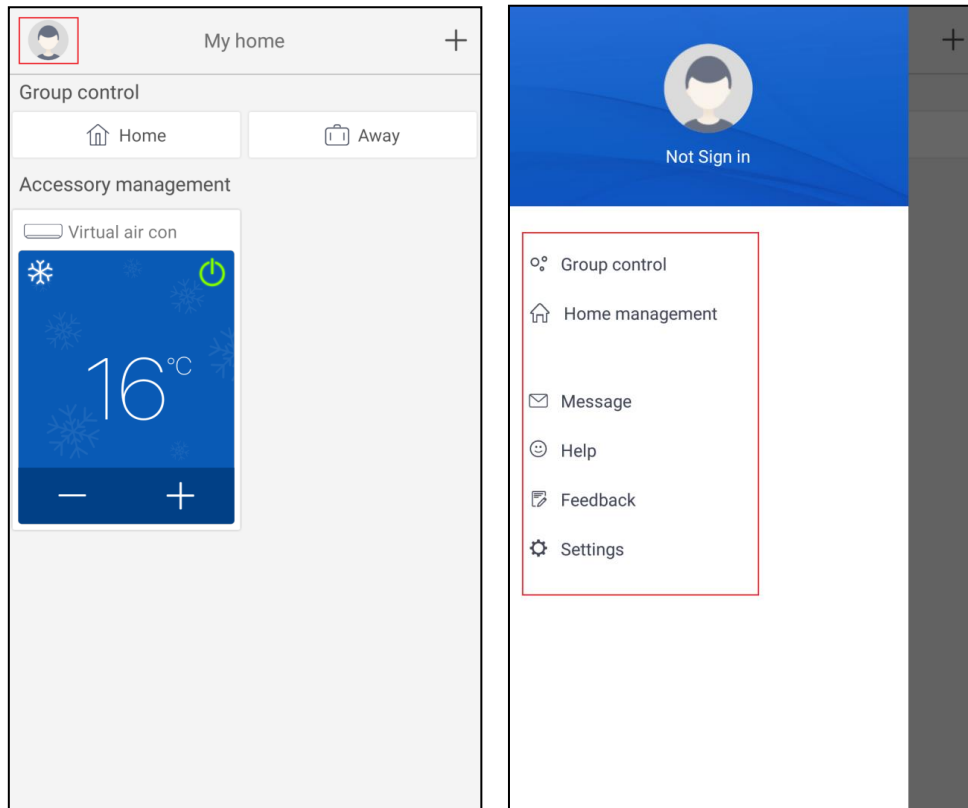 My home
+
Group control
Home
Away
Accessory management
Virtual air con
16°C
− +
+
Not Sign in
Group control
Home management
Message
Help
Feedback
Settings